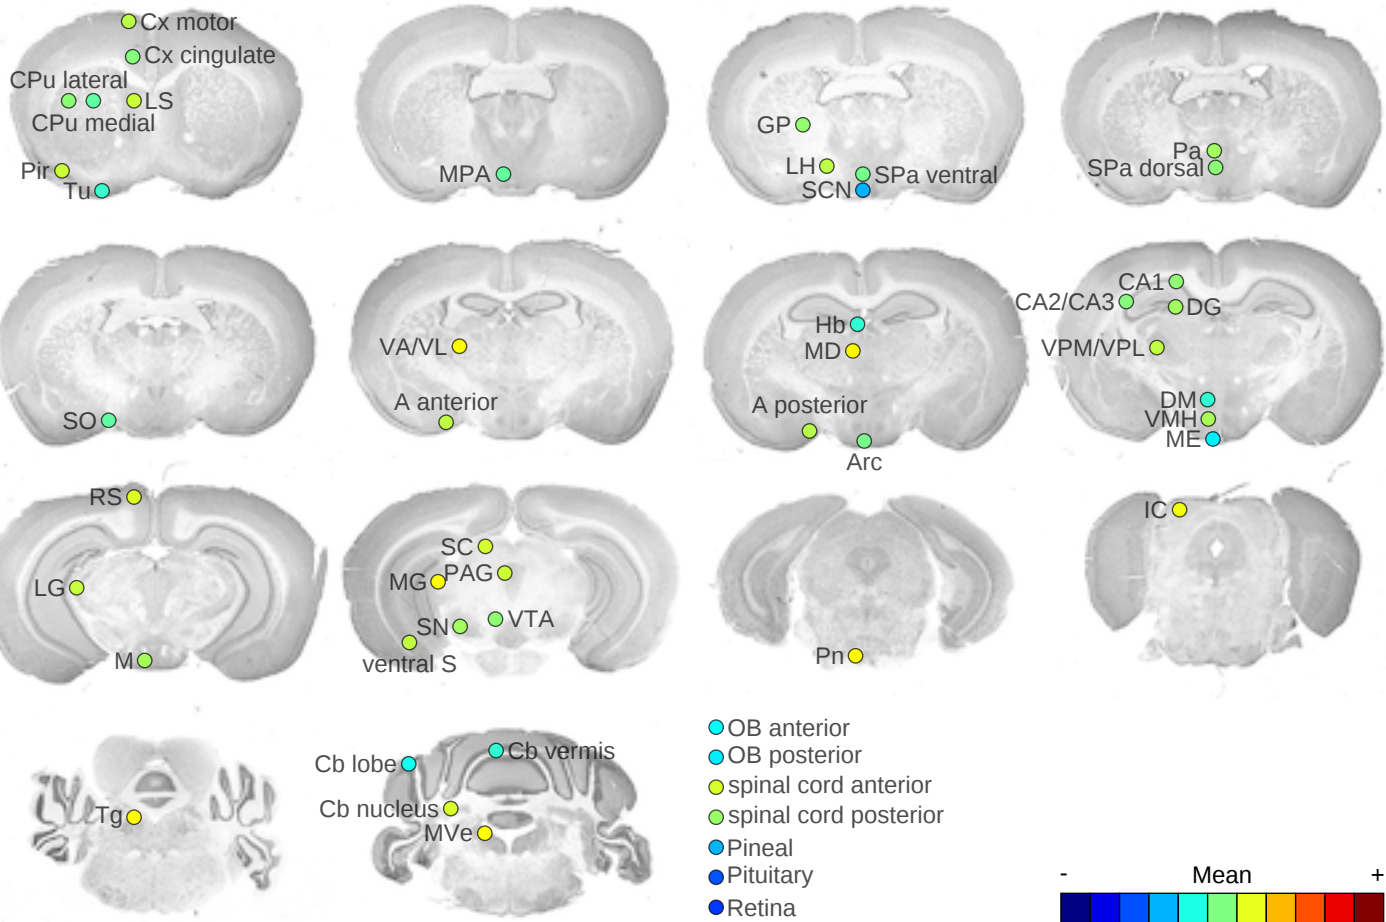 Cx motor
Cx cingulate
CPu lateral
LS
CPu medial
Pir
Tu
MPA
GP
LH
SPa ventral
SCN
Pa
SPa dorsal
SO
VA/VL
A anterior
Hb
MD
A posterior
Arc
CA1
CA2/CA3
DG
VPM/VPL
DM
VMH
ME
RS
LG
M
SC
MG
PAG
SN
VTA
ventral S
Pn
IC
Tg
Cb lobe
Cb vermis
Cb nucleus
MVe
OB anterior
OB posterior
spinal cord anterior
spinal cord posterior
Pineal
Pituitary
Retina
- Mean +